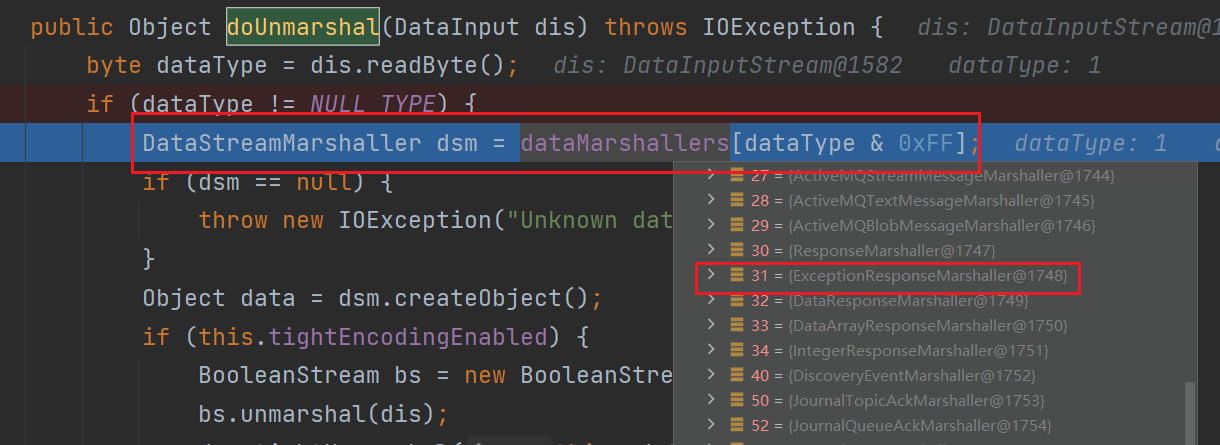 public Object doUnmarshal(DataInput dis) throws IOException {   dis: DataInputStream@1
byte dataType = dis.readByte();   dis: DataInputStream@1582   dataType: 1
if (dataType != NULL_TYPE) {
DataStreamMarshaller dsm = dataMarshallers[dataType & 0xFF];   dataType: 1
if (dsm == null) {
throw new IOException("Unknown dat
}
Object data = dsm.createObject();
if (this.tightEncodingEnabled) {
BooleanStream bs = new BooleanStre
bs.unmarshal(dis);
27 = {ActiveMQStreamMessageMarshaller@1744}
28 = {ActiveMQTextMessageMarshaller@1745}
29 = {ActiveMQBlobMessageMarshaller@1746}
30 = {ResponseMarshaller@1747}
31 = {ExceptionResponseMarshaller@1748}
32 = {DataResponseMarshaller@1749}
33 = {DataArrayResponseMarshaller@1750}
34 = {IntegerResponseMarshaller@1751}
40 = {DiscoveryEventMarshaller@1752}
50 = {JournalTopicAckMarshaller@1753}
52 = {JournalQueueAckMarshaller@1754}